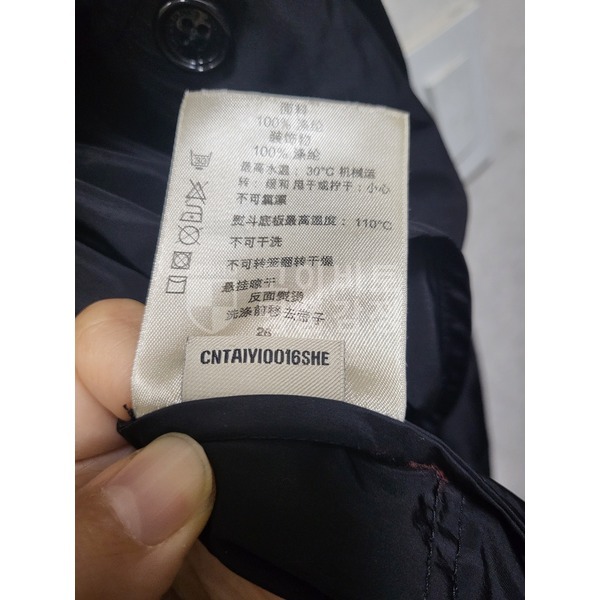 面料
100% 涤纶
装饰物
100% 涤纶
最高水温：30°C 机械运
转：缓和 甩干或拧干：小心
不可氯漂
熨斗底板最高温度：110°C
不可干洗
不可转笼翻转干燥
悬挂晾干
反面熨烫
洗涤前移去带子
26
CNTAIYI0016SHE